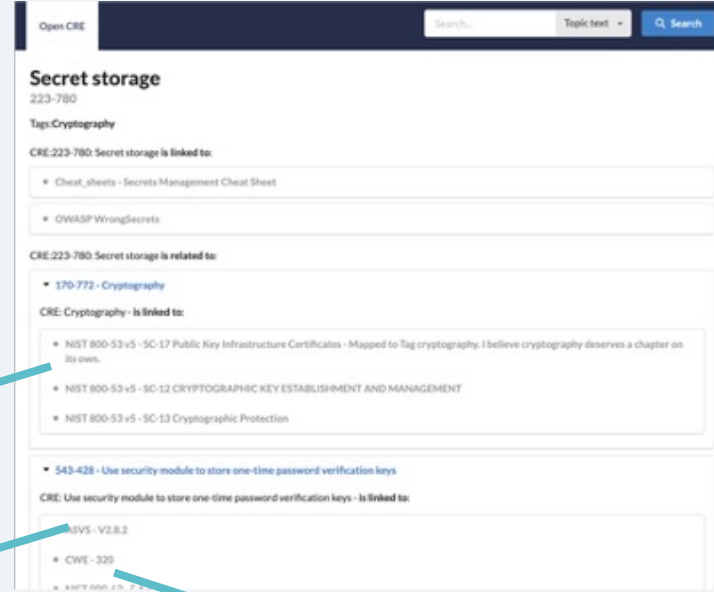 Open CRE
Search...
Topic text
Search
Secret storage
223-780
Tags:Cryptography
CRE:223-780: Secret storage is linked to:
Cheat_sheets - Secrets Management Cheat Sheet
OWASP WrongSecrets
CRE:223-780: Secret storage is related to:
170-772 - Cryptography
CRE: Cryptography - is linked to:
NIST 800-53 v5 - SC-17 Public Key Infrastructure Certificates - Mapped to Tag cryptography. I believe cryptography deserves a chapter on
its own.
NIST 800-53 v5 - SC-12 CRYPTOGRAPHIC KEY ESTABLISHMENT AND MANAGEMENT
NIST 800-53 v5 - SC-13 Cryptographic Protection
543-428 - Use security module to store one-time password verification keys
CRE: Use security module to store one-time password verification keys - is linked to:
ASVS - V2.8.2
CWE - 320